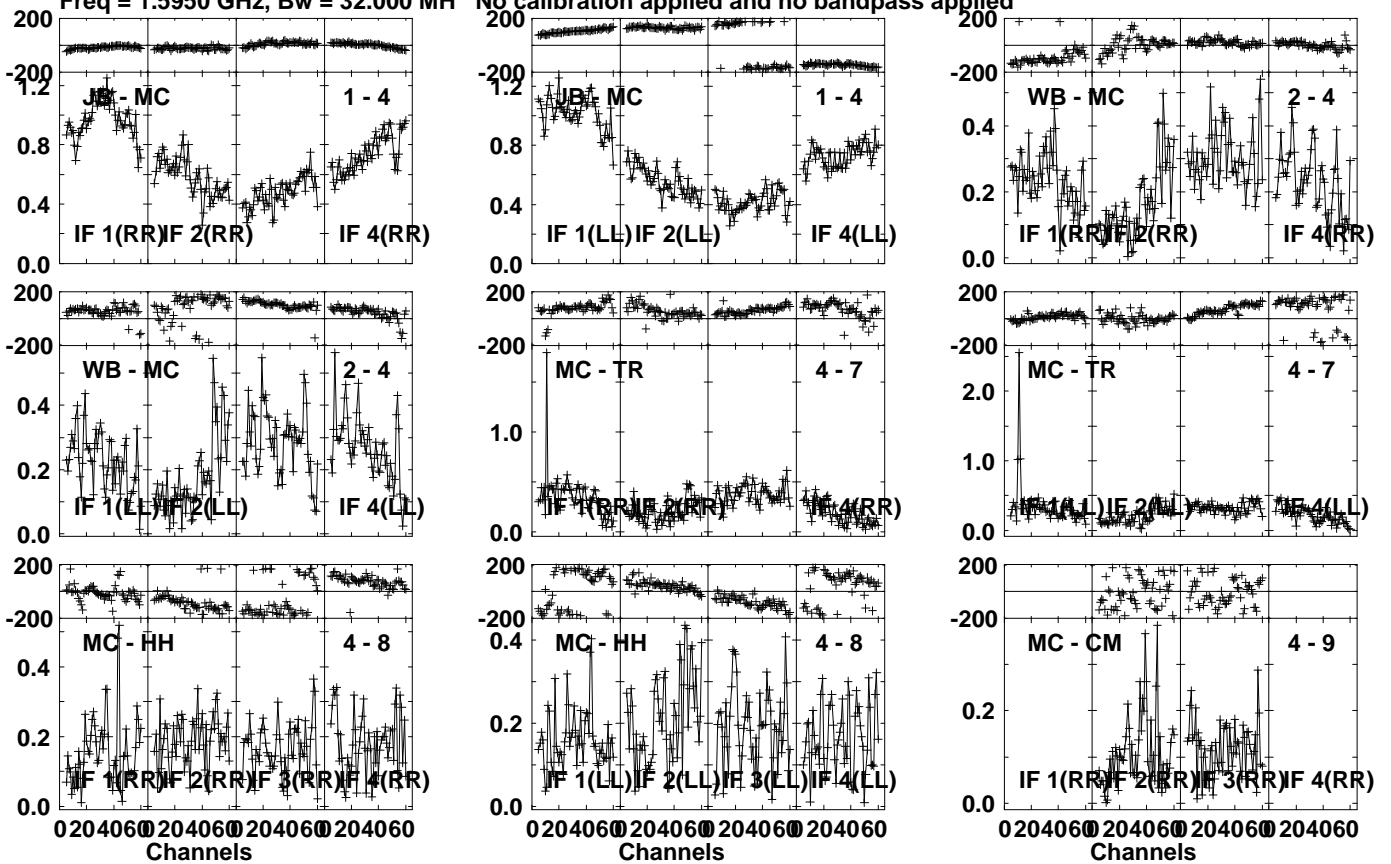 Freq = 1.5950 GHz, Bw = 32.000 MH No calibration applied and no bandpass applied
200
-200
1.2
0.8
0.4
0.0
JB - MC 1 - 4
IF 1(RR) IF 2(RR) IF 4(RR)
200
-200
1.2
0.8
0.4
0.0
JB - MC 1 - 4
IF 1(LL) IF 2(LL) IF 4(LL)
200
-200
0.4
0.2
0.0
WB - MC 2 - 4
IF 1(RR) IF 2(RR) IF 4(RR)
200
-200
0.4
0.2
0.0
WB - MC 2 - 4
IF 1(LL) IF 2(LL) IF 4(LL)
200
-200
1.0
0.0
MC - TR 4 - 7
IF 1(RR) IF 2(RR) IF 4(RR)
200
-200
2.0
1.0
0.0
MC - TR 4 - 7
IF 1(LL) IF 2(LL) IF 4(LL)
200
-200
0.4
0.2
0.0
MC - HH 4 - 8
IF 1(RR) IF 2(RR) IF 3(RR) IF 4(RR)
0 20 40 60 0 20 40 60 0 20 40 60 0 20 40 60
Channels
200
-200
0.4
0.2
0.0
MC - HH 4 - 8
IF 1(LL) IF 2(LL) IF 3(LL) IF 4(LL)
0 20 40 60 0 20 40 60 0 20 40 60 0 20 40 60
Channels
200
-200
0.2
0.0
MC - CM 4 - 9
IF 1(RR) IF 2(RR) IF 3(RR) IF 4(RR)
0 20 40 60 0 20 40 60 0 20 40 60 0 20 40 60
Channels